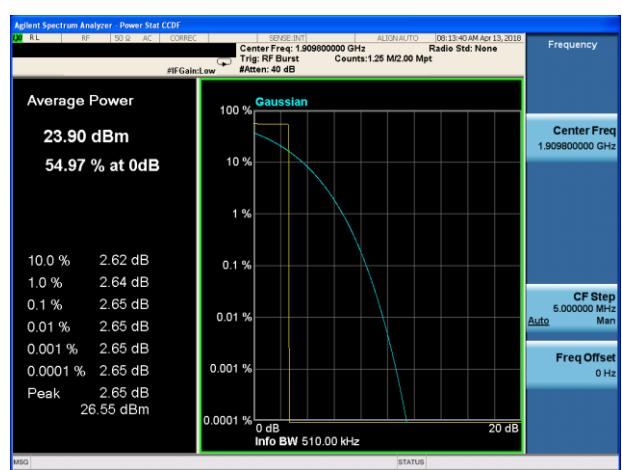 Agilent Spectrum Analyzer - Power Stat CCDF
RL RF 50 Ω AC CORREC SENSE:INT ALIGN AUTO 08:13:40 AM Apr 13, 2018
Center Freq: 1.909800000 GHz Radio Std: None
Trig: RF Burst Counts:1.25 M/2.00 Mpt
#IFGain:Low #Atten: 40 dB
Frequency
Average Power
23.90 dBm
54.97 % at 0dB
10.0 % 2.62 dB
1.0 % 2.64 dB
0.1 % 2.65 dB
0.01 % 2.65 dB
0.001 % 2.65 dB
0.0001 % 2.65 dB
Peak 2.65 dB
26.55 dBm
Gaussian
100 %
10 %
1 %
0.1 %
0.01 %
0.001 %
0.0001 %
0 dB 20 dB
Info BW 510.00 kHz
Center Freq
1.909800000 GHz
CF Step
5.000000 MHz
Auto Man
Freq Offset
0 Hz
MSG STATUS